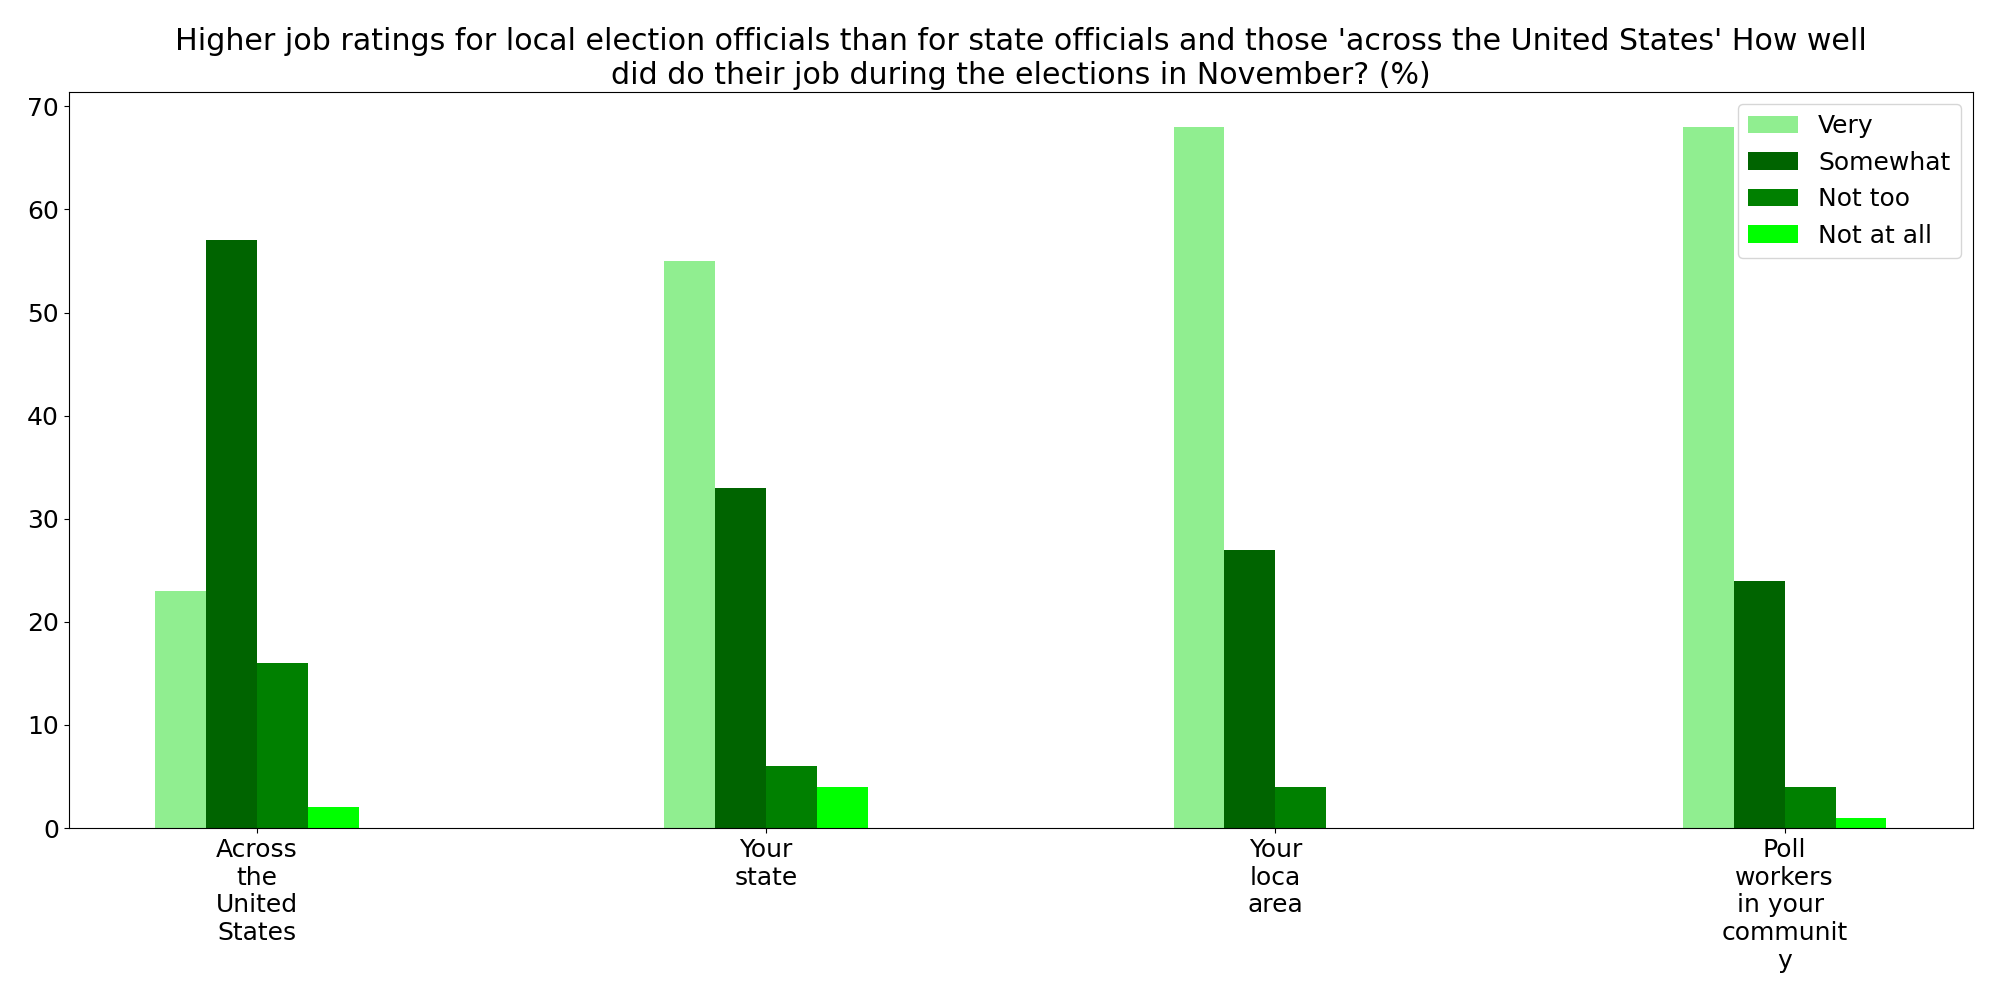 Higher job ratings for local election officials than for state officials and those 'across the United States' How well
did do their job during the elections in November? (%)
70
60
50
40
30
20
10
0
Very
Somewhat
Not too
Not at all
Across
the
United
States
Your
state
Your
loca
area
Poll
workers
in your
communit
y